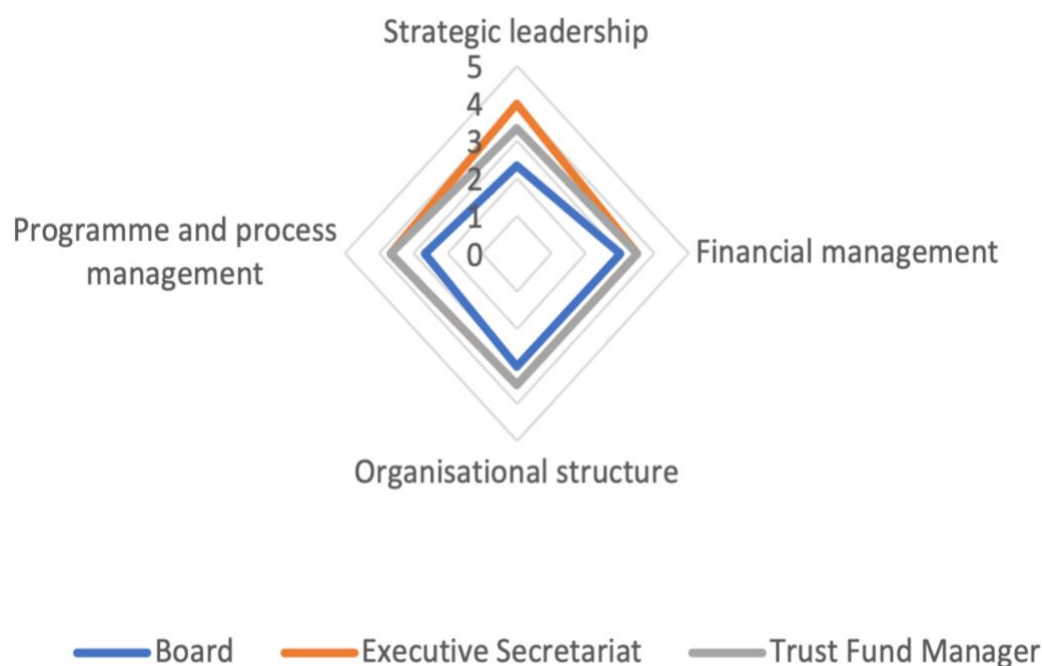 Strategic leadership
5
4
3
2
1
0
Programme and process
management
Financial management
Organisational structure
Board Executive Secretariat Trust Fund Manager